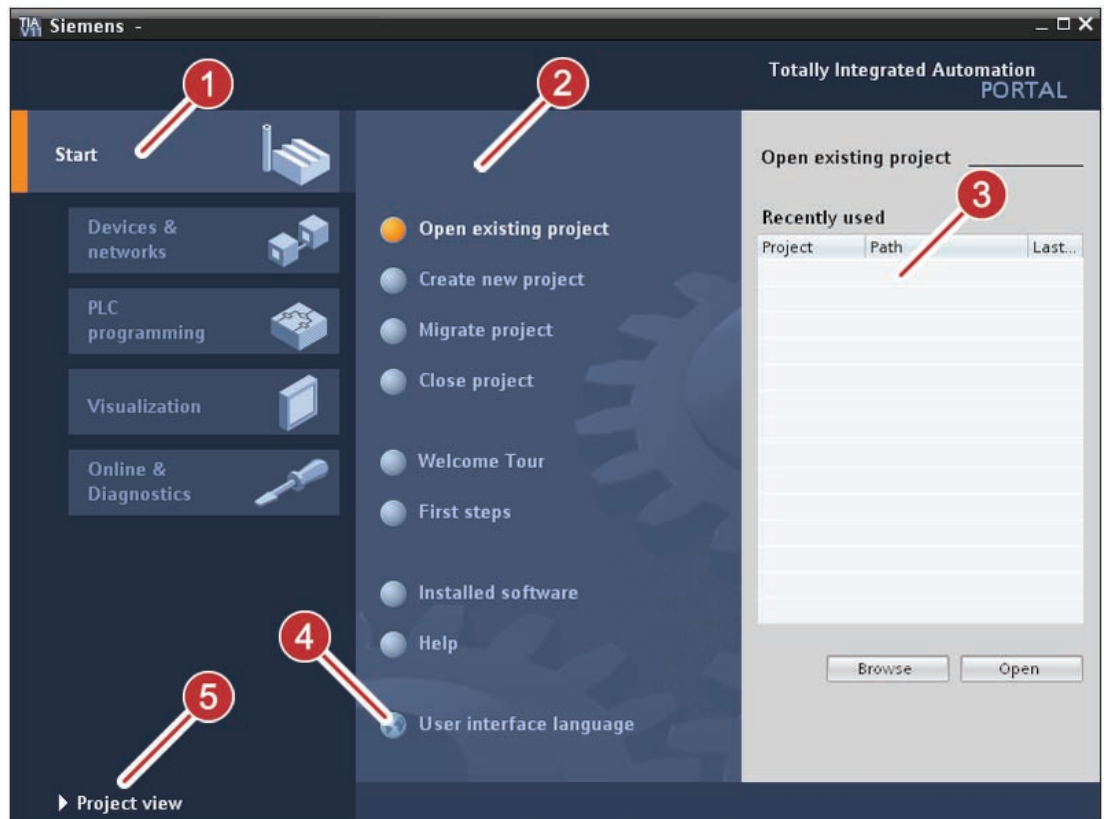 TIA
V11
Siemens -
Totally Integrated Automation
PORTAL
1
2
Start
Devices &
networks
PLC
programming
Visualization
Online &
Diagnostics
5
Project view
Open existing project
Create new project
Migrate project
Close project
Welcome Tour
First steps
Installed software
Help
4
User interface language
Open existing project
3
Recently used
Project Path Last...
Browse Open